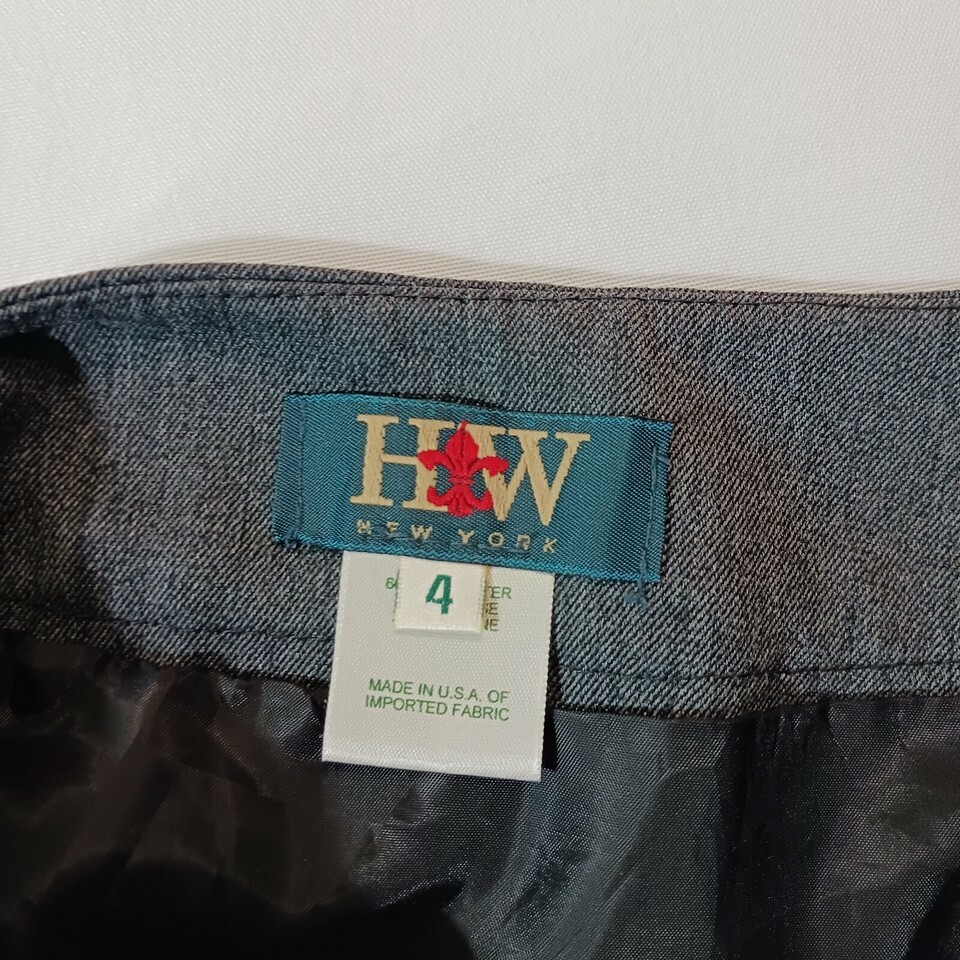 HW
NEW YORK
4
MADE IN U.S.A. OF
IMPORTED FABRIC